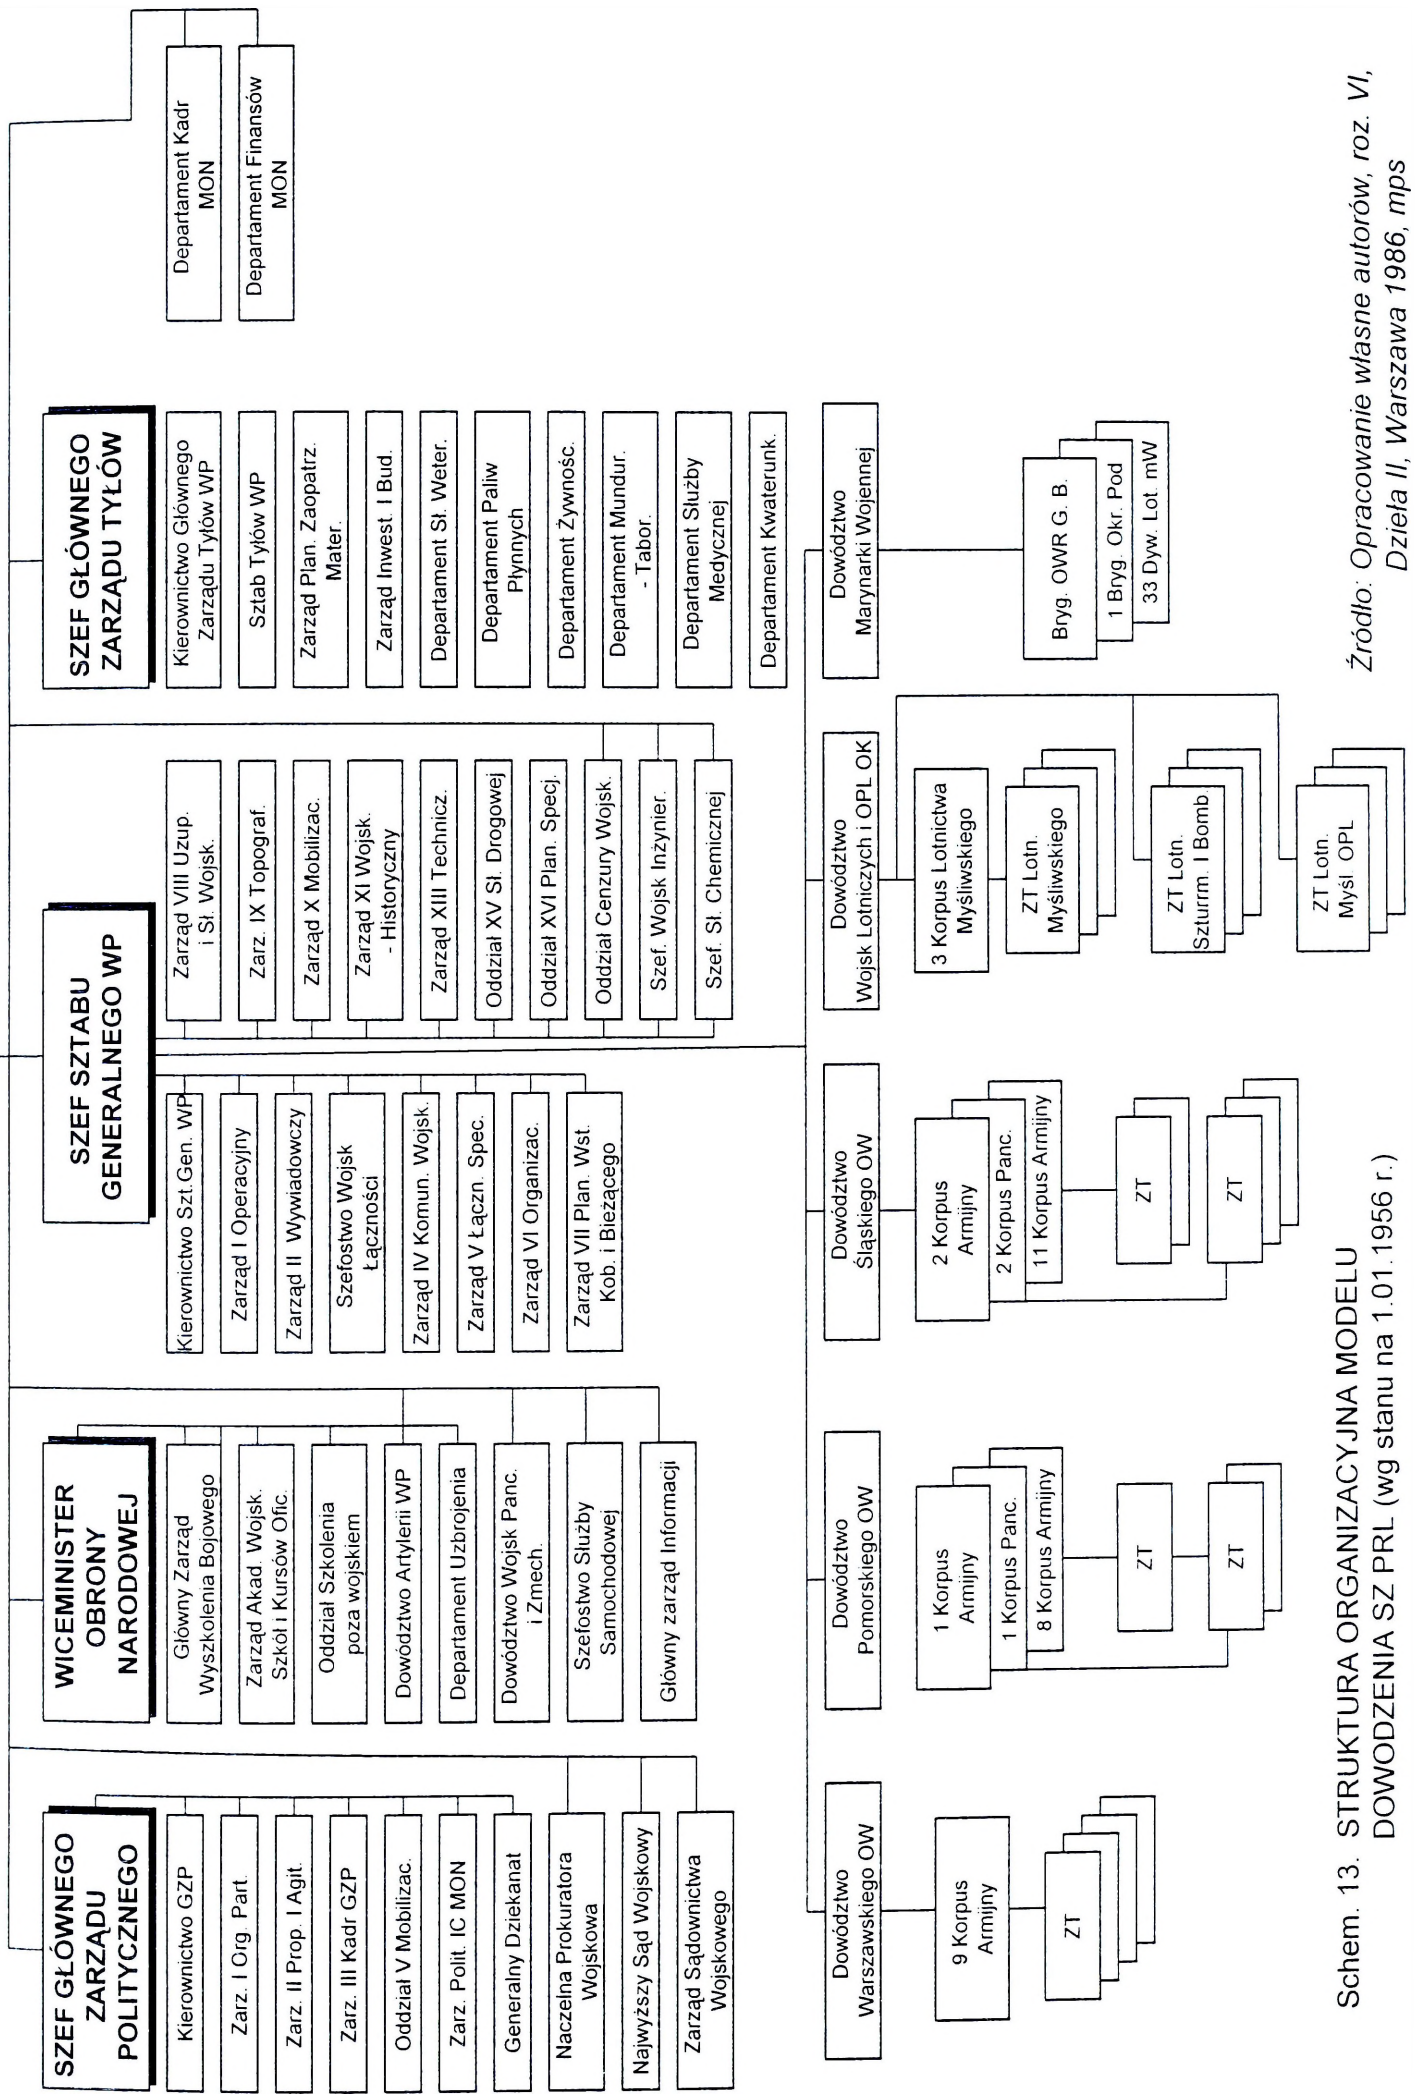 SZEF GŁÓWNEGO
ZARZĄDU
POLITYCZNEGO
Kierownictwo GZP
Zarz. I Org. Part.
Zarz. II Prop. I Agit.
Zarz. III Kadr GZP
Oddział V Mobilizac.
Zarz. Polit. IC MON
Generalny Dziekanat
Naczelna Prokuratora
Wojskowa
Najwyższy Sąd Wojskowy
Zarząd Sądownictwa
Wojskowego
WICEMINISTER
OBRONY
NARODOWEJ
Główny Zarząd
Wyszkolenia Bojowego
Zarząd Akad. Wojsk.
Szkół i Kursów Ofic.
Oddział Szkolenia
poza wojskiem
Dowództwo Artylerii WP
Departament Uzbrojenia
Dowództwo Wojsk Panc.
i Zmech.
Szefostwo Służby
Samochodowej
Główny zarząd Informacji
SZEF SZTABU
GENERALNEGO WP
Kierownictwo Szt.Gen. WP
Zarząd I Operacyjny
Zarząd II Wywiadowczy
Szefostwo Wojsk
Łączności
Zarząd IV Komun. Wojsk.
Zarząd V Łączn. Spec.
Zarząd VI Organizac.
Zarząd VII Plan. Wst.
Kob. i Bieżącego
Zarząd VIII Uzup.
i Sł. Wojsk.
Zarz. IX Topograf.
Zarząd X Mobilizac.
Zarząd XI Wojsk.
- Historyczny
Zarząd XIII Technicz.
Oddział XV Sł. Drogowej
Oddział XVI Plan. Specj.
Oddział Cenzury Wojsk.
Szef. Wojsk Inżynier.
Szef. Sł. Chemicznej
SZEF GŁÓWNEGO
ZARZĄDU TYŁÓW
Kierownictwo Głównego
Zarządu Tyłów WP
Sztab Tyłów WP
Zarząd Plan. Zaopatrz.
Mater.
Zarząd Inwest. I Bud.
Departament Sł. Weter.
Departament Paliw
Płynnych
Departament Żywnośc.
Departament Mundur.
- Tabor.
Departament Służby
Medycznej
Departament Kwaterunk.
Departament Kadr
MON
Departament Finansów
MON
Dowództwo
Warszawskiego OW
9 Korpus
Armijny
ZT
Dowództwo
Pomorskiego OW
1 Korpus
Armijny
1 Korpus Panc.
8 Korpus Armijny
ZT
ZT
Dowództwo
Śląskiego OW
2 Korpus
Armijny
2 Korpus Panc.
11 Korpus Armijny
ZT
ZT
Dowództwo
Wojsk Lotniczych i OPL OK
3 Korpus Lotnictwa
Myśliwskiego
ZT Lotn.
Myśliwskiego
ZT Lotn.
Szturm. I Bomb.
ZT Lotn.
Myśl. OPL
Dowództwo
Marynarki Wojennej
Bryg. OWR G. B.
1 Bryg. Okr. Pod
33 Dyw. Lot. mW
Schem. 13. STRUKTURA ORGANIZACYJNA MODELU
DOWODZENIA SZ PRL (wg stanu na 1.01.1956 r.)
Źródło: Opracowanie własne autorów, roz. VI,
Dzieła II, Warszawa 1986, mps